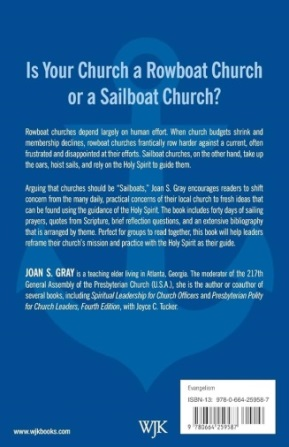 Is Your Church a Rowboat Church
or a Sailboat Church?
Rowboat churches depend largely on human effort. When church budgets shrink and
membership declines, rowboat churches frantically row harder against a current, often
frustrated and disappointed at their efforts. Sailboat churches, on the other hand, take up
the oars, hoist sails, and rely on the Holy Spirit to guide them.
Arguing that churches should be "Sailboats," Joan S. Gray encourages readers to shift
concern from the many daily, practical concerns of their local church to fresh ideas that
can be found using the guidance of the Holy Spirit. The book includes forty days of sailing
prayers, quotes from Scripture, brief reflection questions, and an extensive bibliography
that is arranged by theme. Perfect for groups to read together, this book will help leaders
reframe their church's mission and practice with the Holy Spirit as their guide.
JOAN S. GRAY is a teaching elder living in Atlanta, Georgia. The moderator of the 217th
General Assembly of the Presbyterian Church (U.S.A.), she is the author or coauthor of
several books, including Spiritual Leadership for Church Officers and Presbyterian Polity
for Church Leaders, Fourth Edition, with Joyce C. Tucker.
Evangelism
ISBN-13: 978-0-664-25958-7
9 780664 259587
www.wjkbooks.com
WJK